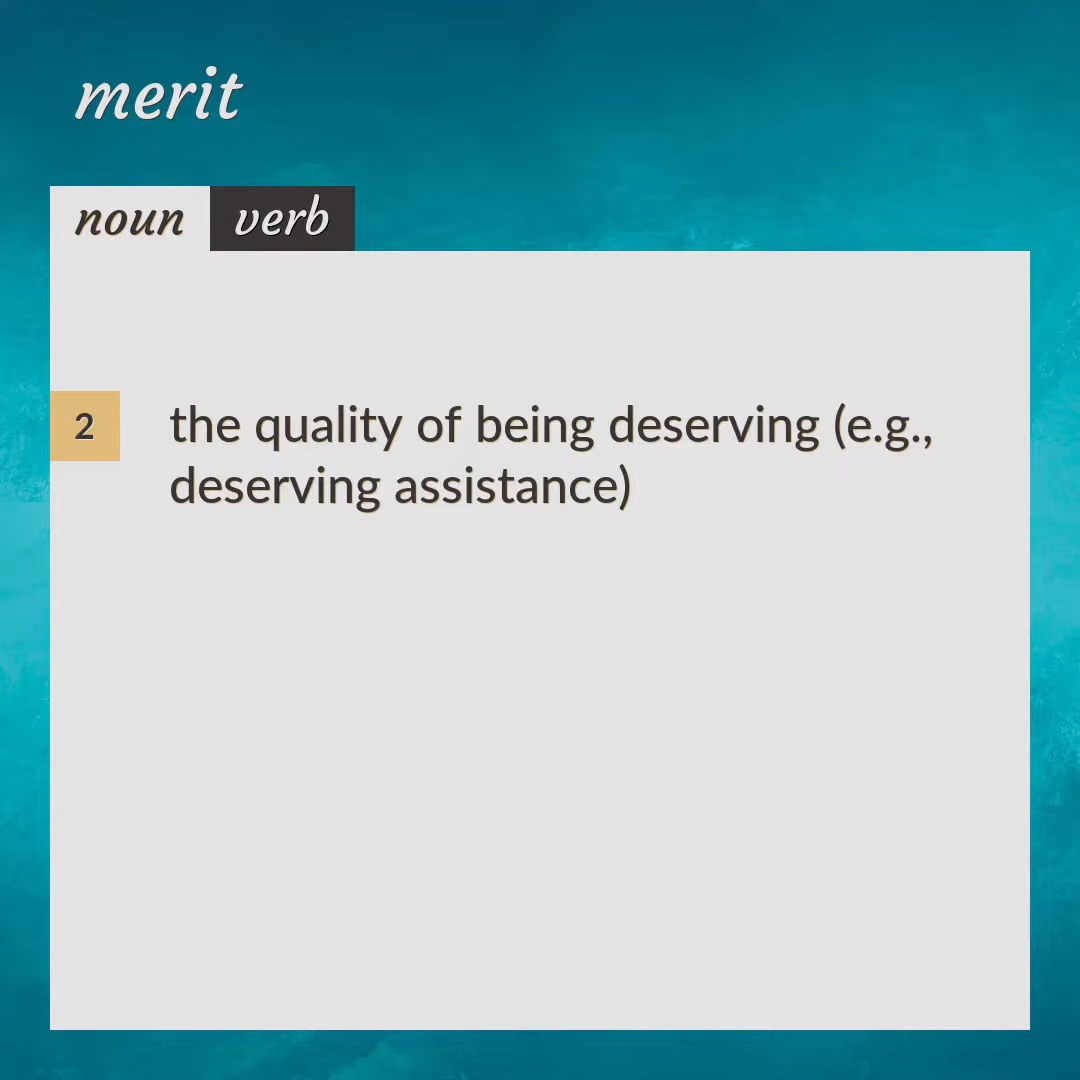 merit
noun verb
2 the quality of being deserving (e.g.,
deserving assistance)